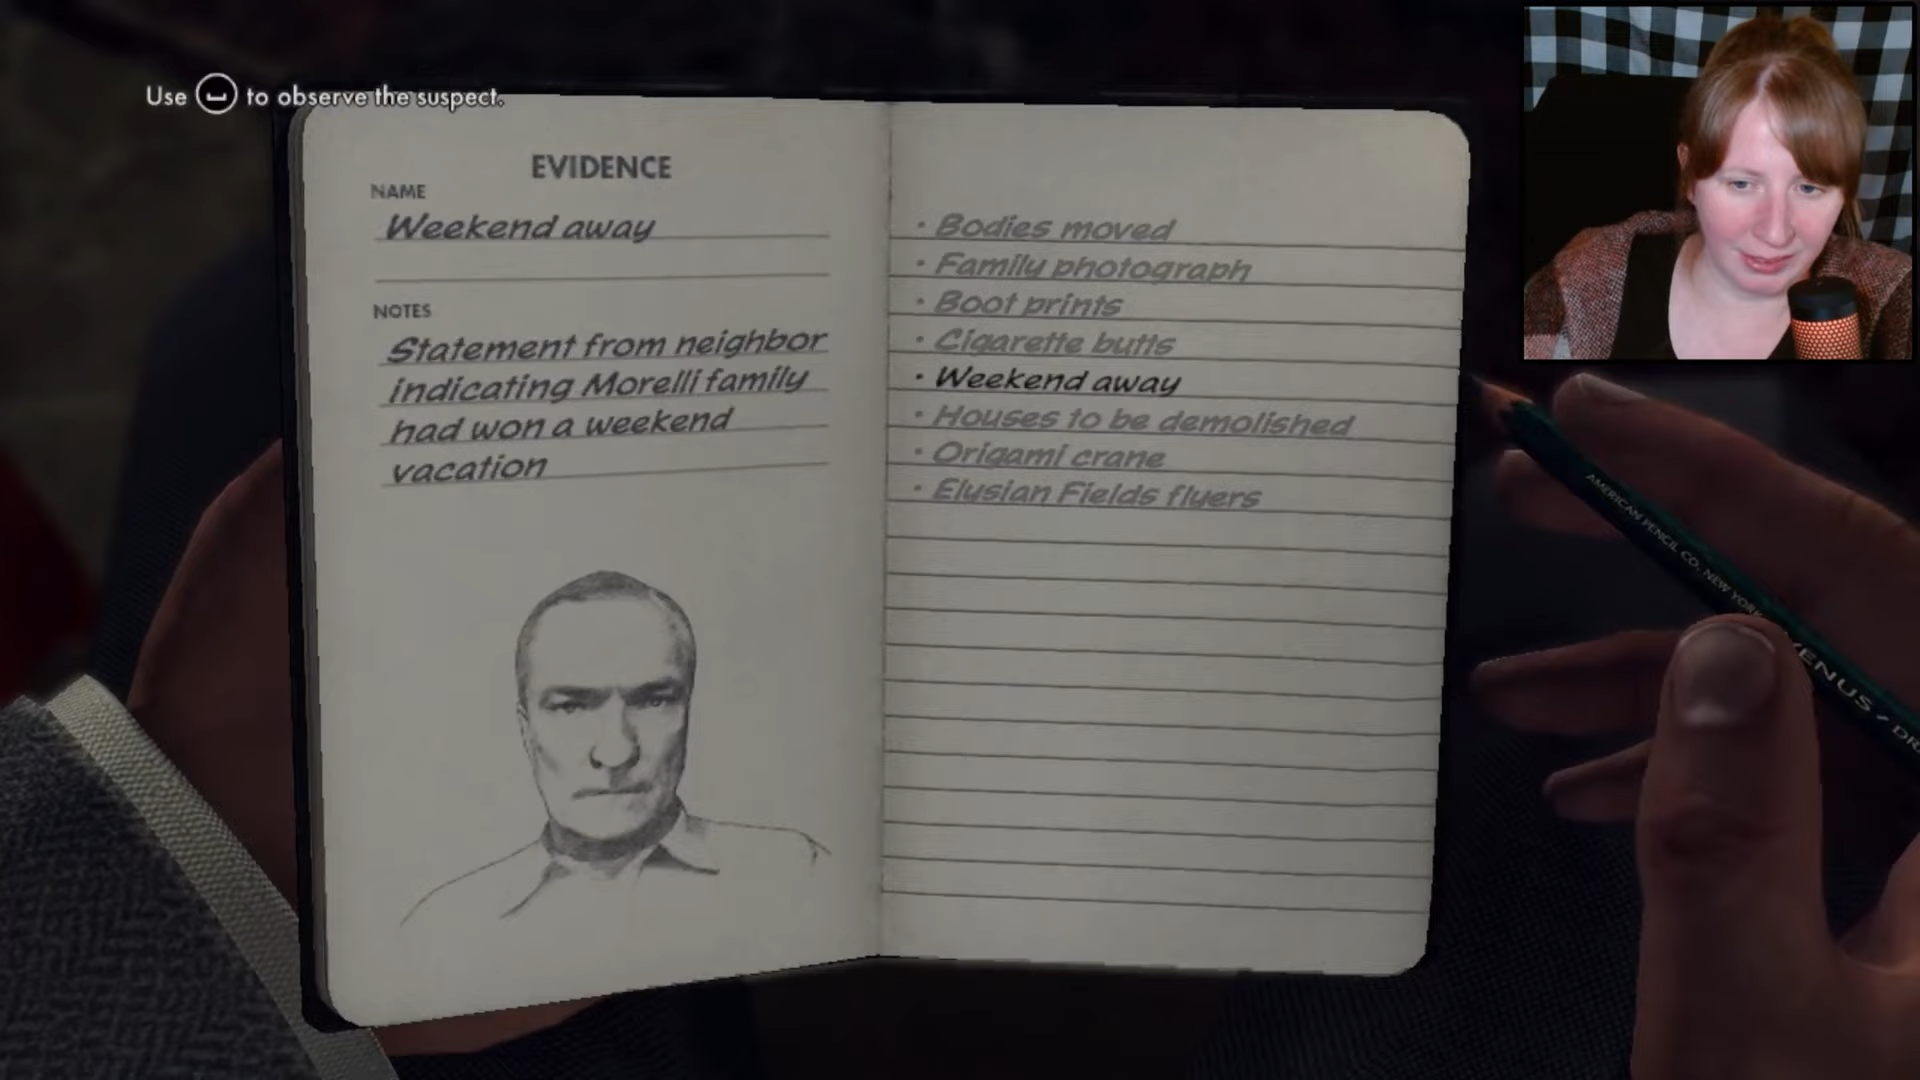 Use to observe the suspect.
EVIDENCE
NAME
Weekend away
NOTES
Statement from neighbor
indicating Morelli family
had won a weekend
vacation
• Bodies moved
• Family photograph
• Boot prints
• Cigarette butts
• Weekend away
• Houses to be demolished
• Origami crane
• Elysian Fields flyers
AMERICAN PENCIL CO. NEW YORK
VENUS / DR